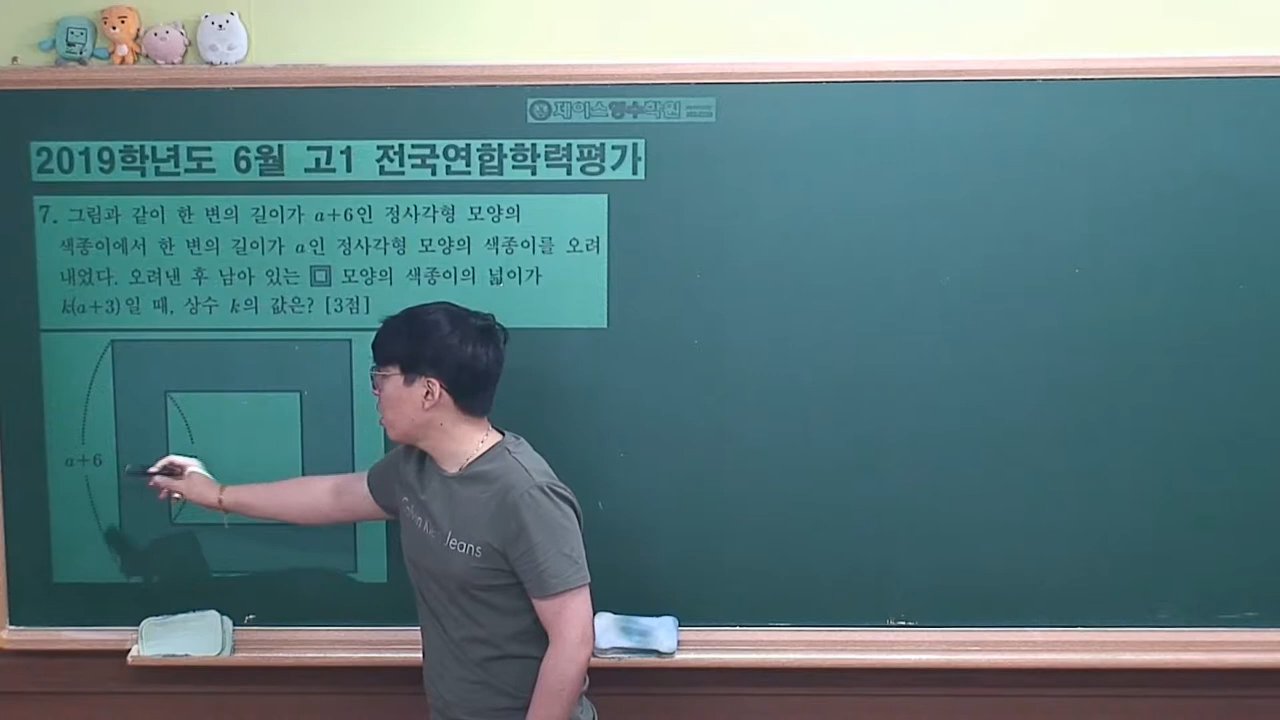 제이스영수학원
2019학년도 6월 고1 전국연합학력평가
7. 그림과 같이 한 변의 길이가 a+6인 정사각형 모양의
색종이에서 한 변의 길이가 a인 정사각형 모양의 색종이를 오려
내었다. 오려낸 후 남아 있는 모양의 색종이의 넓이가
k(a+3)일 때, 상수 k의 값은? [3점]
a+6
Calvin Jeans